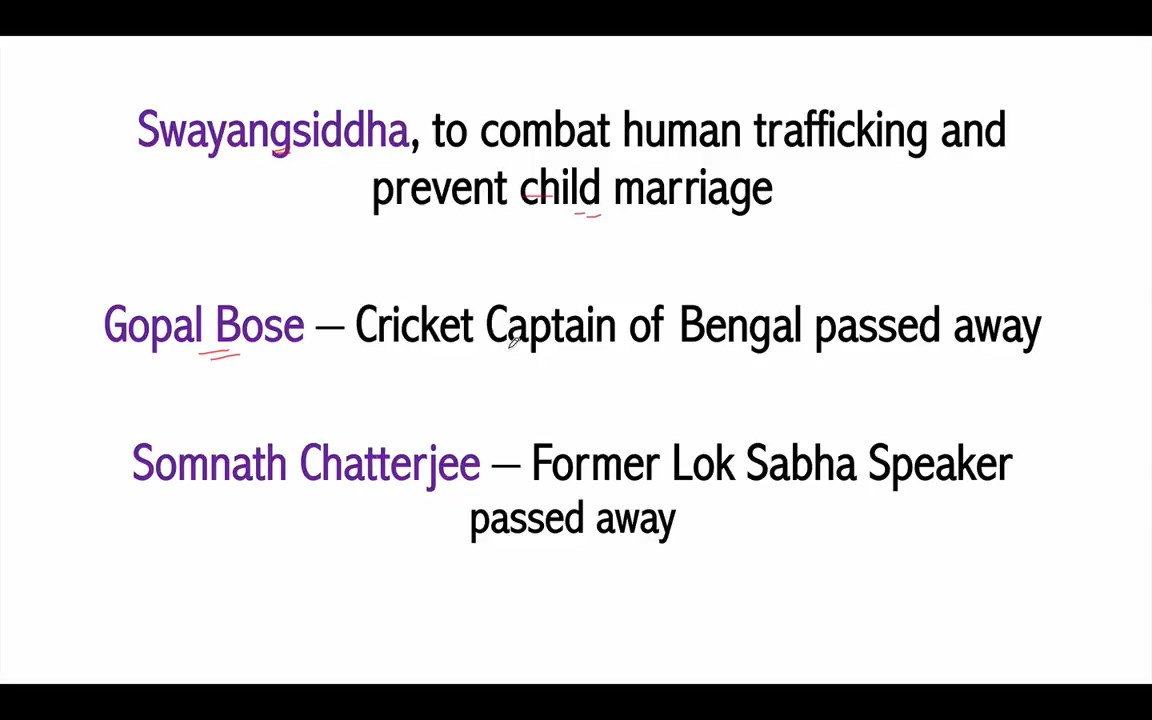 Swayangsiddha, to combat human trafficking and
prevent child marriage
Gopal Bose – Cricket Captain of Bengal passed away
Somnath Chatterjee – Former Lok Sabha Speaker
passed away